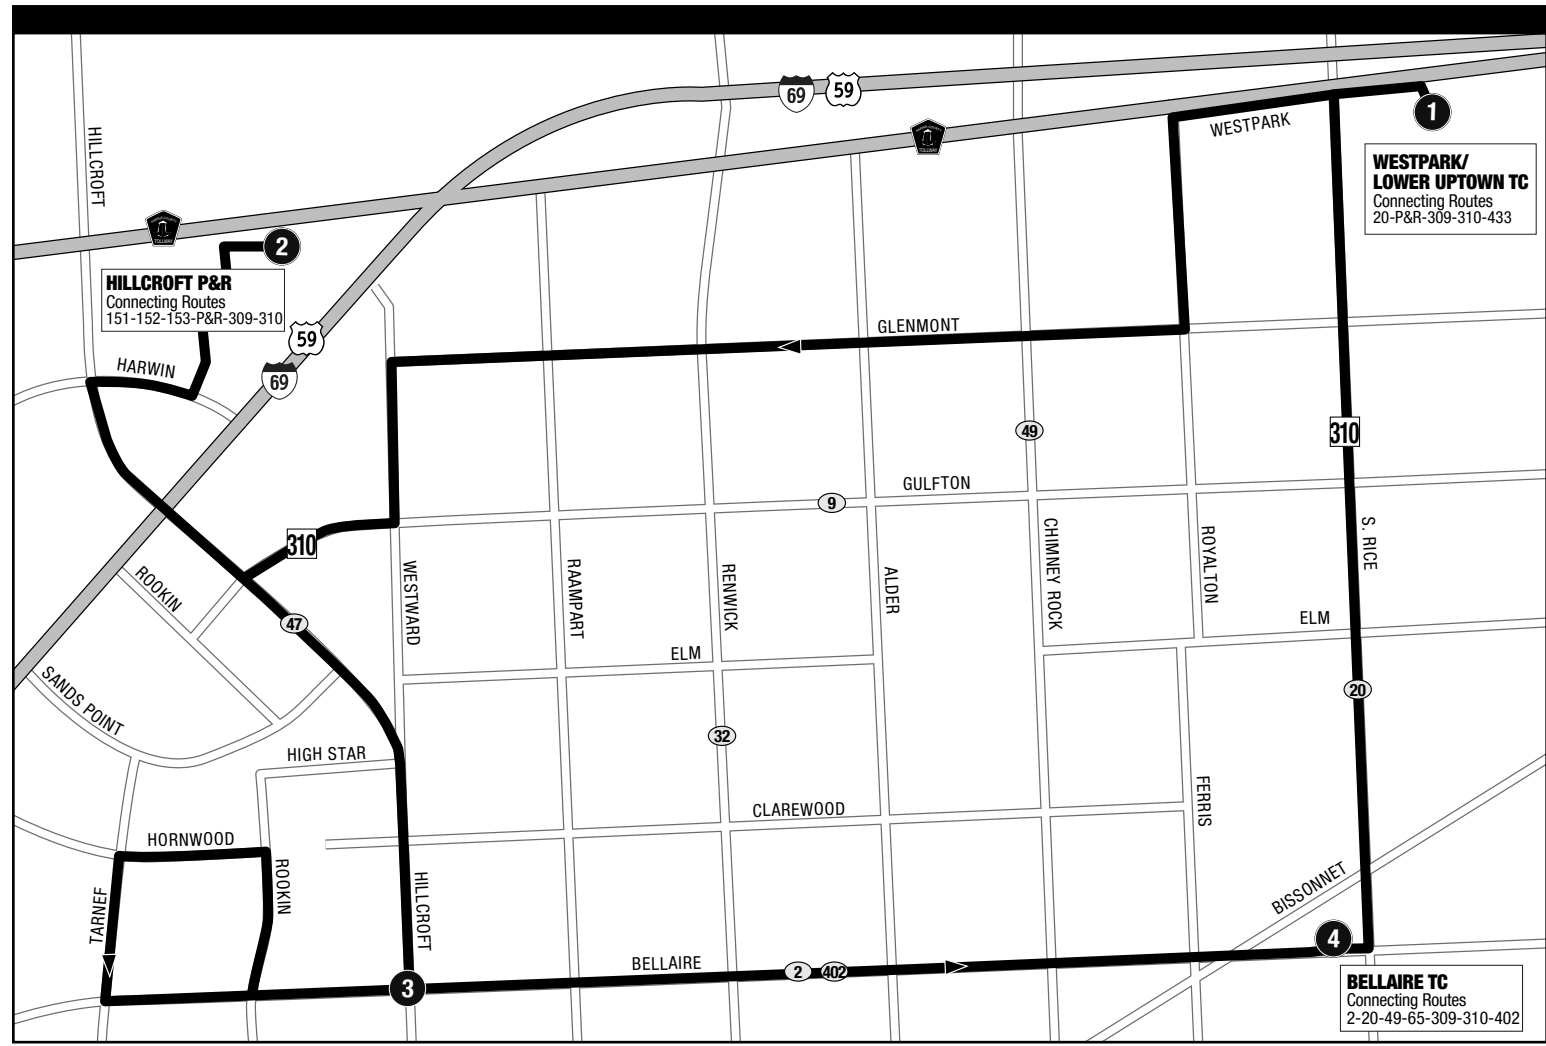 69
59
1
WESTPARK
HILLCROFT
TOLLWAY
WESTPARK/
LOWER UPTOWN TC
Connecting Routes
20-P&R-309-310-433
TOLLWAY
2
HILLCROFT P&R
Connecting Routes
151-152-153-P&R-309-310
59
GLENMONT
HARWIN
69
49
310
GULFTON
9
310
CHIMNEY ROCK
ROYALTON
S. RICE
ROOKIN
WESTWARD
RAAMPART
RENWICK
ALDER
47
ELM
ELM
SANDS POINT
20
32
HIGH STAR
CLAREWOOD
FERRIS
HORNWOOD
ROOKIN
TARNEF
HILLCROFT
BISSONNET
4
BELLAIRE
2
402
3
BELLAIRE TC
Connecting Routes
2-20-49-65-309-310-402